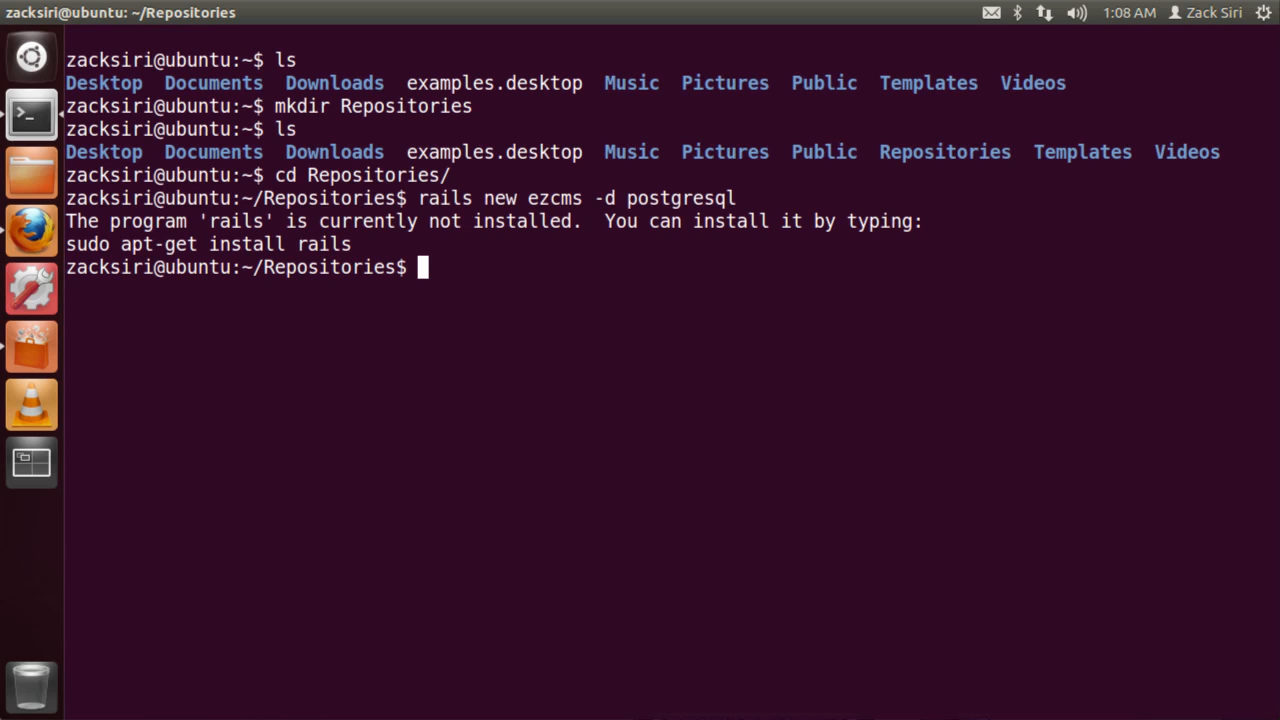 zacksiri@ubuntu: ~/Repositories 1:08 AM Zack Siri
zacksiri@ubuntu:~$ ls
Desktop Documents Downloads examples.desktop Music Pictures Public Templates Videos
zacksiri@ubuntu:~$ mkdir Repositories
zacksiri@ubuntu:~$ ls
Desktop Documents Downloads examples.desktop Music Pictures Public Repositories Templates Videos
zacksiri@ubuntu:~$ cd Repositories/
zacksiri@ubuntu:~/Repositories$ rails new ezcms -d postgresql
The program 'rails' is currently not installed.  You can install it by typing:
sudo apt-get install rails
zacksiri@ubuntu:~/Repositories$